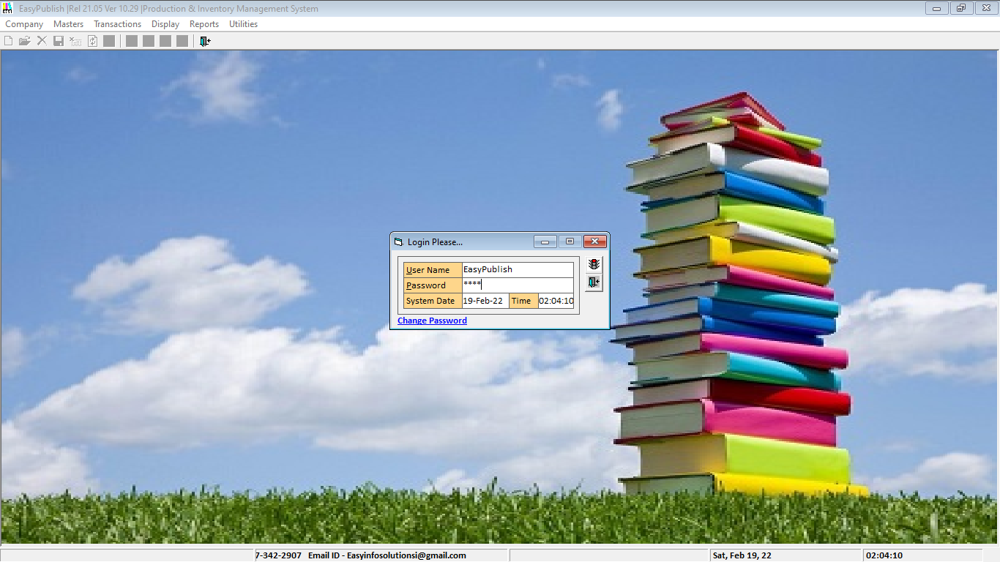 EasyPublish |Rel 21.05 Ver 10.29 |Production & Inventory Management System
Company Masters Transactions Display Reports Utilities
Login Please...
User Name EasyPublish
Password ****
System Date 19-Feb-22 Time 02:04:10
Change Password
7-342-2907 Email ID - Easyinfosolutionsi@gmail.com Sat, Feb 19, 22 02:04:10